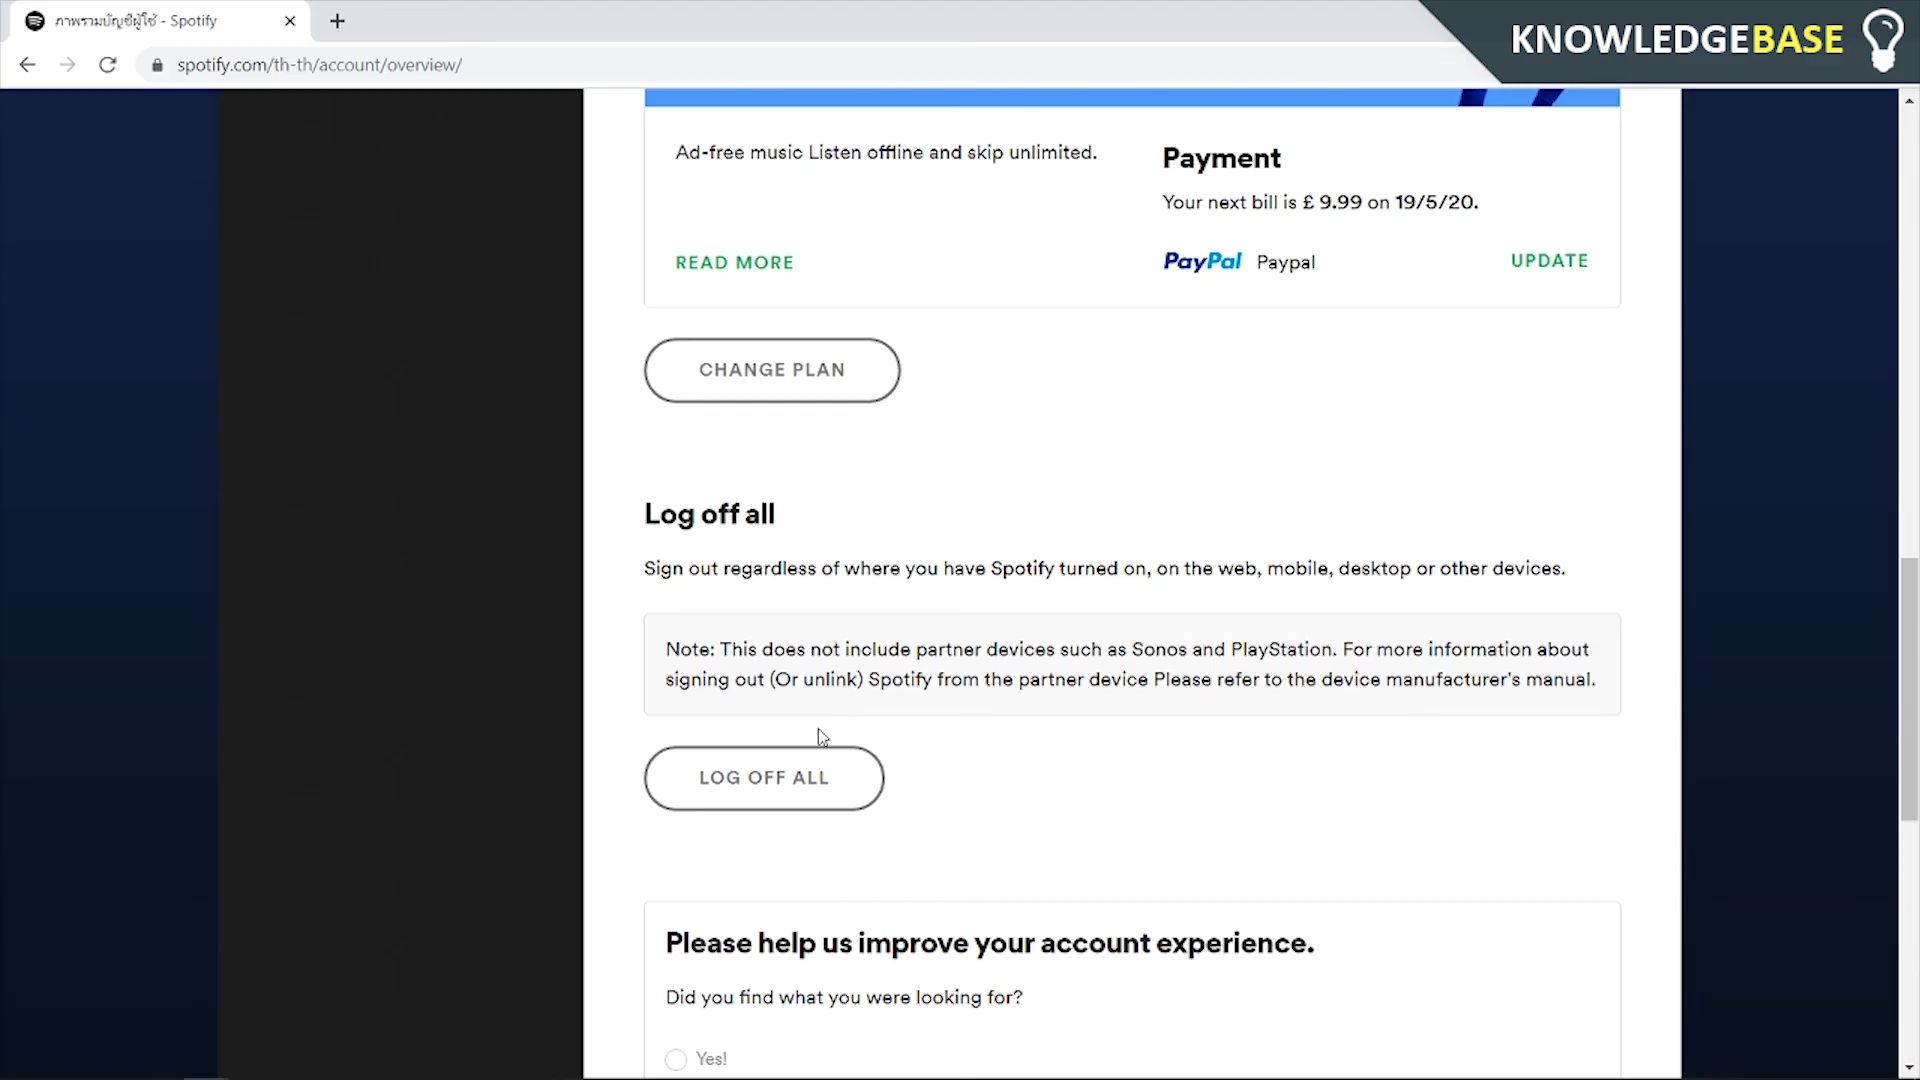 ภาพรวมบัญชีผู้ใช้ - Spotify
KNOWLEDGEBASE
spotify.com/th-th/account/overview/
Ad-free music Listen offline and skip unlimited.
Payment
Your next bill is £ 9.99 on 19/5/20.
READ MORE
PayPal Paypal
UPDATE
CHANGE PLAN
Log off all
Sign out regardless of where you have Spotify turned on, on the web, mobile, desktop or other devices.
Note: This does not include partner devices such as Sonos and PlayStation. For more information about
signing out (Or unlink) Spotify from the partner device Please refer to the device manufacturer's manual.
LOG OFF ALL
Please help us improve your account experience.
Did you find what you were looking for?
Yes!